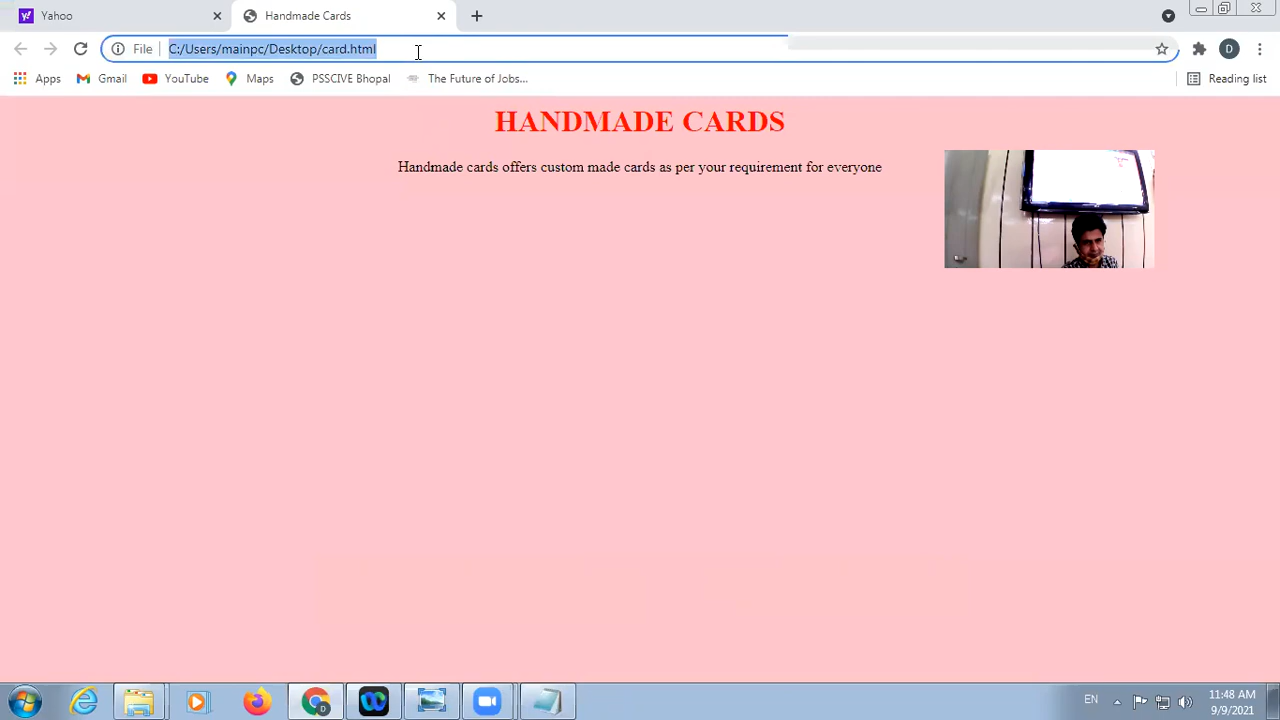 Yahoo
Handmade Cards
File
C:/Users/mainpc/Desktop/card.html
D
Apps
Gmail
YouTube
Maps
PSSCIVE Bhopal
The Future of Jobs...
Reading list
HANDMADE CARDS
Handmade cards offers custom made cards as per your requirement for everyone
EN
11:48 AM
9/9/2021